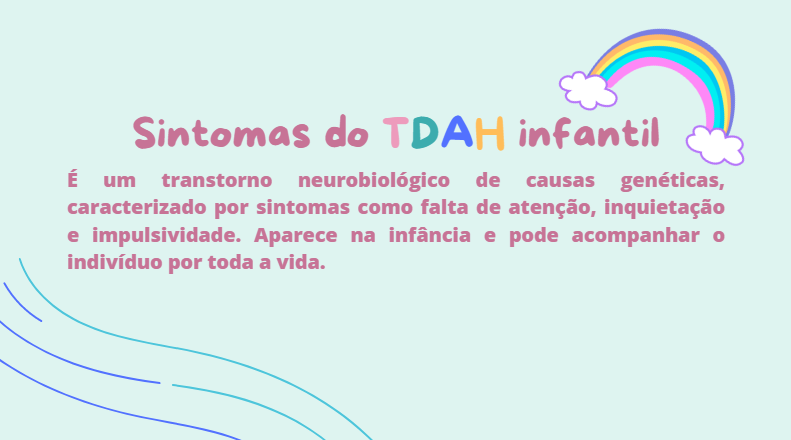 Sintomas do TDAH infantil
É um transtorno neurobiológico de causas genéticas,
caracterizado por sintomas como falta de atenção, inquietação
e impulsividade. Aparece na infância e pode acompanhar o
indivíduo por toda a vida.